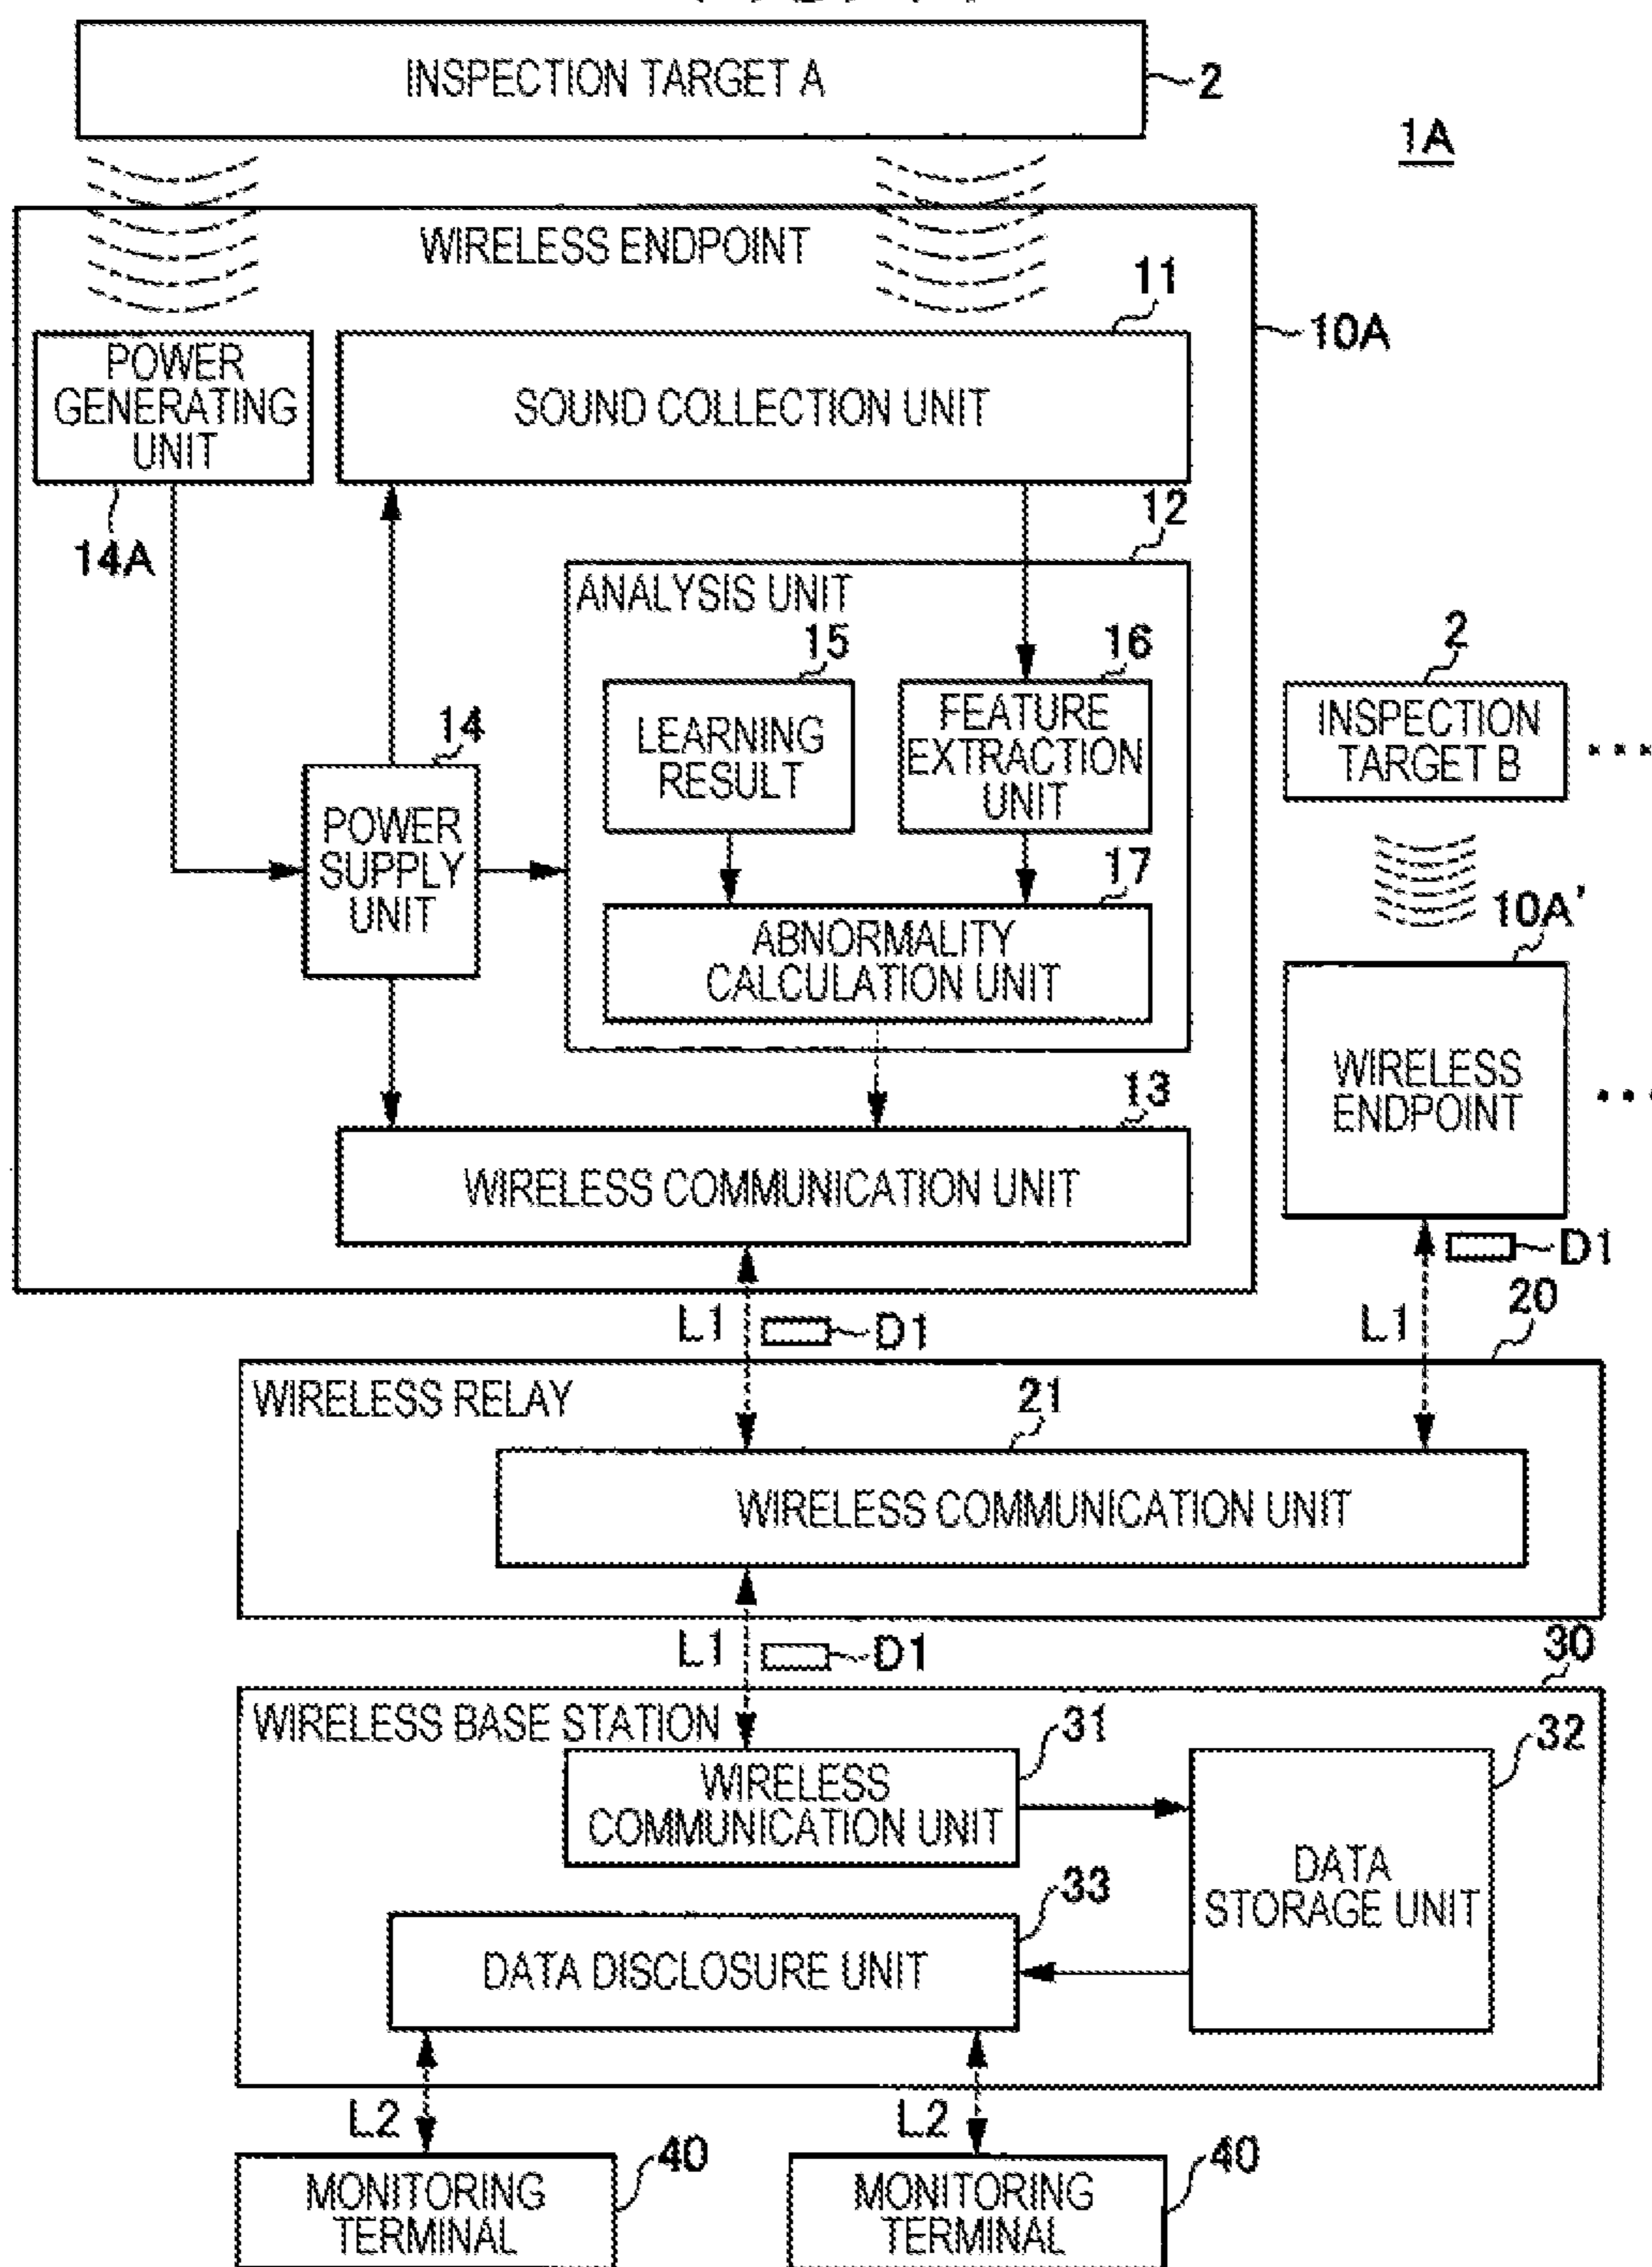 INSPECTION TARGET A
2
1A
WIRELESS ENDPOINT
11
10A
POWER
GENERATING
UNIT
SOUND COLLECTION UNIT
14A
12
ANALYSIS UNIT
15
16
LEARNING
RESULT
FEATURE
EXTRACTION
UNIT
2
INSPECTION
TARGET B
...
14
POWER
SUPPLY
UNIT
17
ABNORMALITY
CALCULATION UNIT
10A'
WIRELESS
ENDPOINT
...
13
WIRELESS COMMUNICATION UNIT
D1
L1
D1
L1
20
WIRELESS RELAY
21
WIRELESS COMMUNICATION UNIT
L1
D1
30
WIRELESS BASE STATION
31
32
WIRELESS
COMMUNICATION UNIT
DATA
STORAGE UNIT
33
DATA DISCLOSURE UNIT
L2
L2
40
40
MONITORING
TERMINAL
MONITORING
TERMINAL